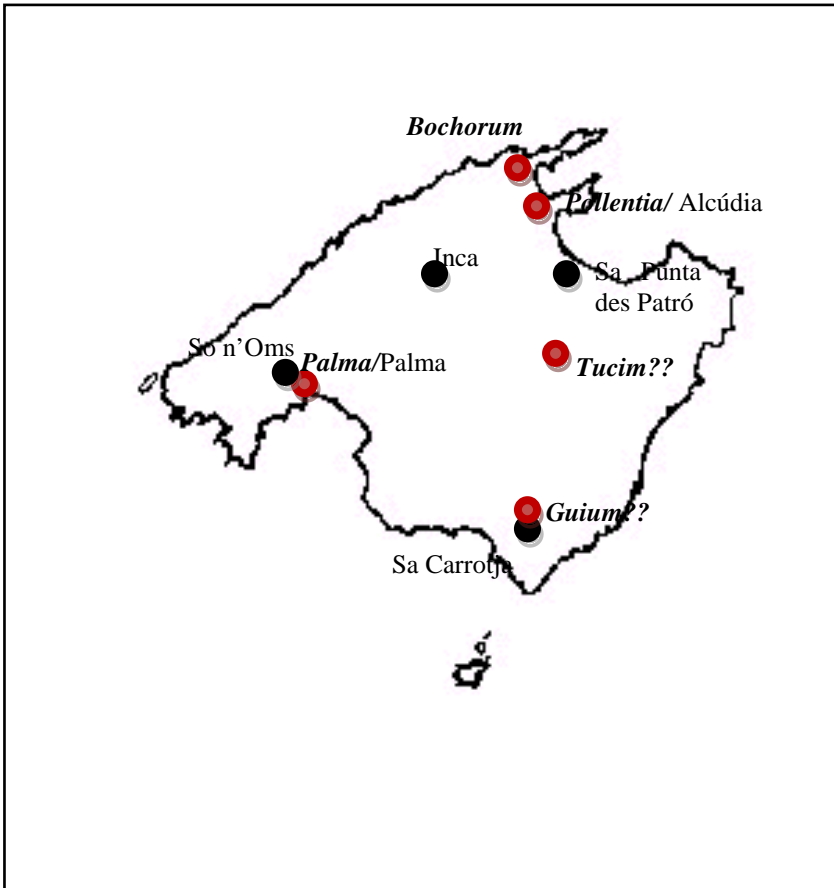 Bochorum
Pollentia/ Alcúdia
Inca
Sa Punta
des Patró
So n’Oms
Palma/Palma
Tucim??
Guium??
Sa Carrotja